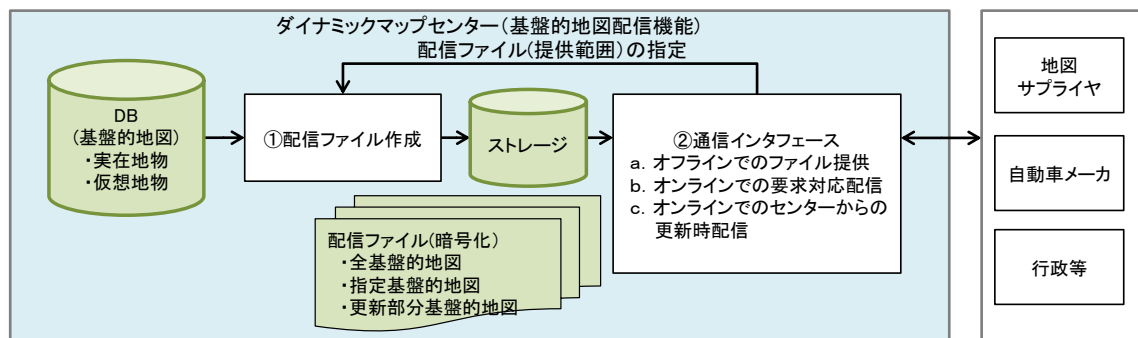 ダイナミックマップセンター(基盤的地図配信機能)
配信ファイル(提供範囲)の指定
DB
(基盤的地図)
・実在地物
・仮想地物
①配信ファイル作成
ストレージ
②通信インタフェース
a. オフラインでのファイル提供
b. オンラインでの要求対応配信
c. オンラインでのセンターからの
更新時配信
配信ファイル(暗号化)
・全基盤的地図
・指定基盤的地図
・更新部分基盤的地図
地図
サプライヤ
自動車メーカ
行政等